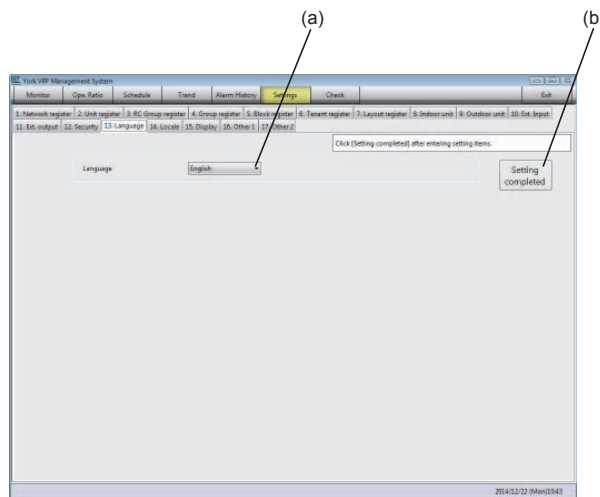 (a) (b
York VRF Management System
Monitor Ope. Ratio Schedule Trend Alarm History Settings Check Exit
1. Network register 2. Unit register 3. RC Group register 4. Group register 5. Block register 6. Tenant register 7. Layout register 8. Indoor unit 9. Outdoor unit 10. Ext. Input
11. Ext. output 12. Security 13. Language 14. Locale 15. Display 16. Other 1 17. Other 2
Click [Setting completed] after entering setting items.
Language English
Setting
completed
2014/12/22 (Mon)10:43